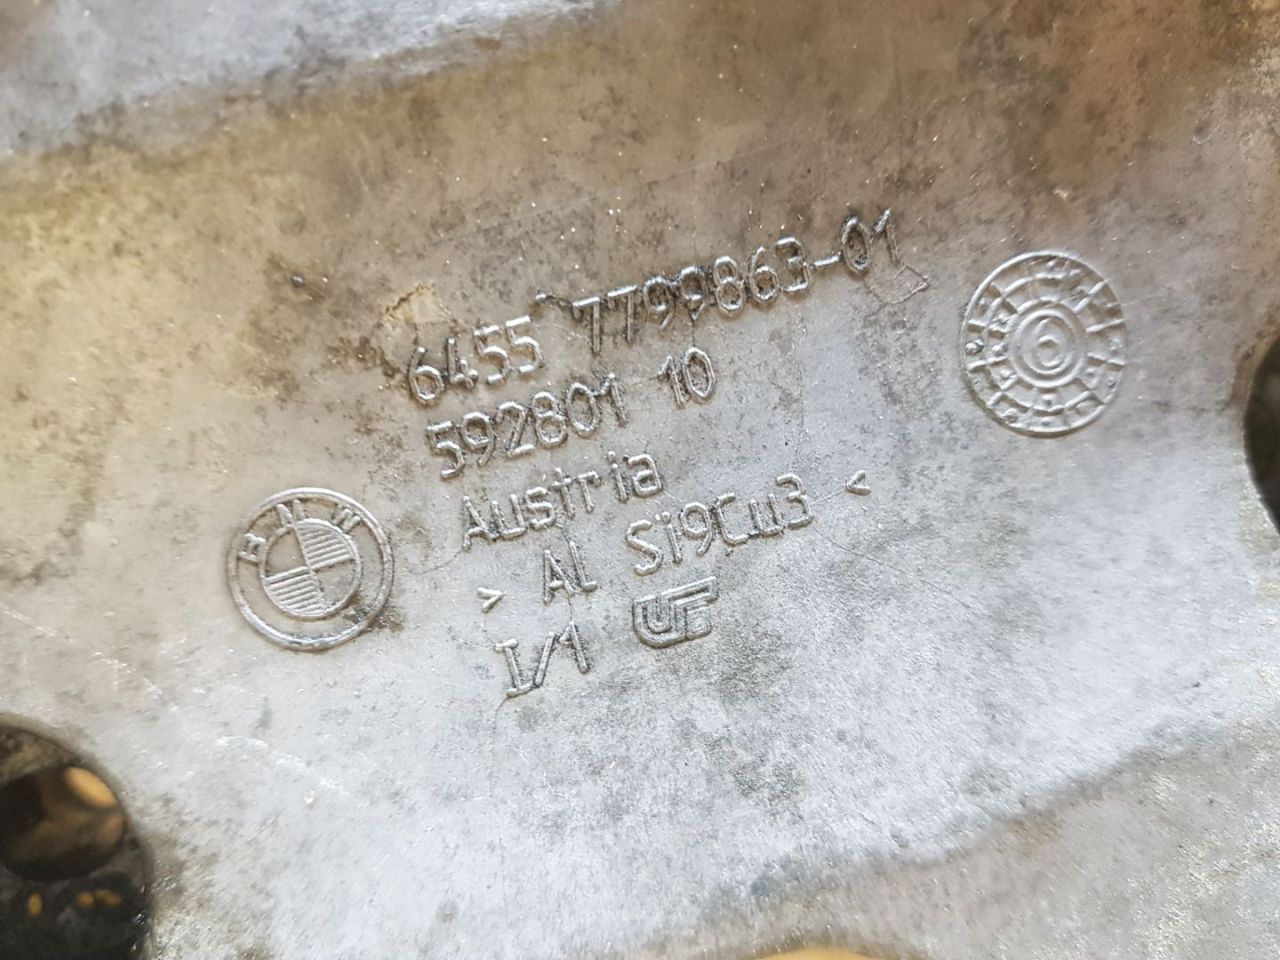 6455 7799863-01
592801 10
Austria
> AL Si9Cu3 <
I/1
BMW